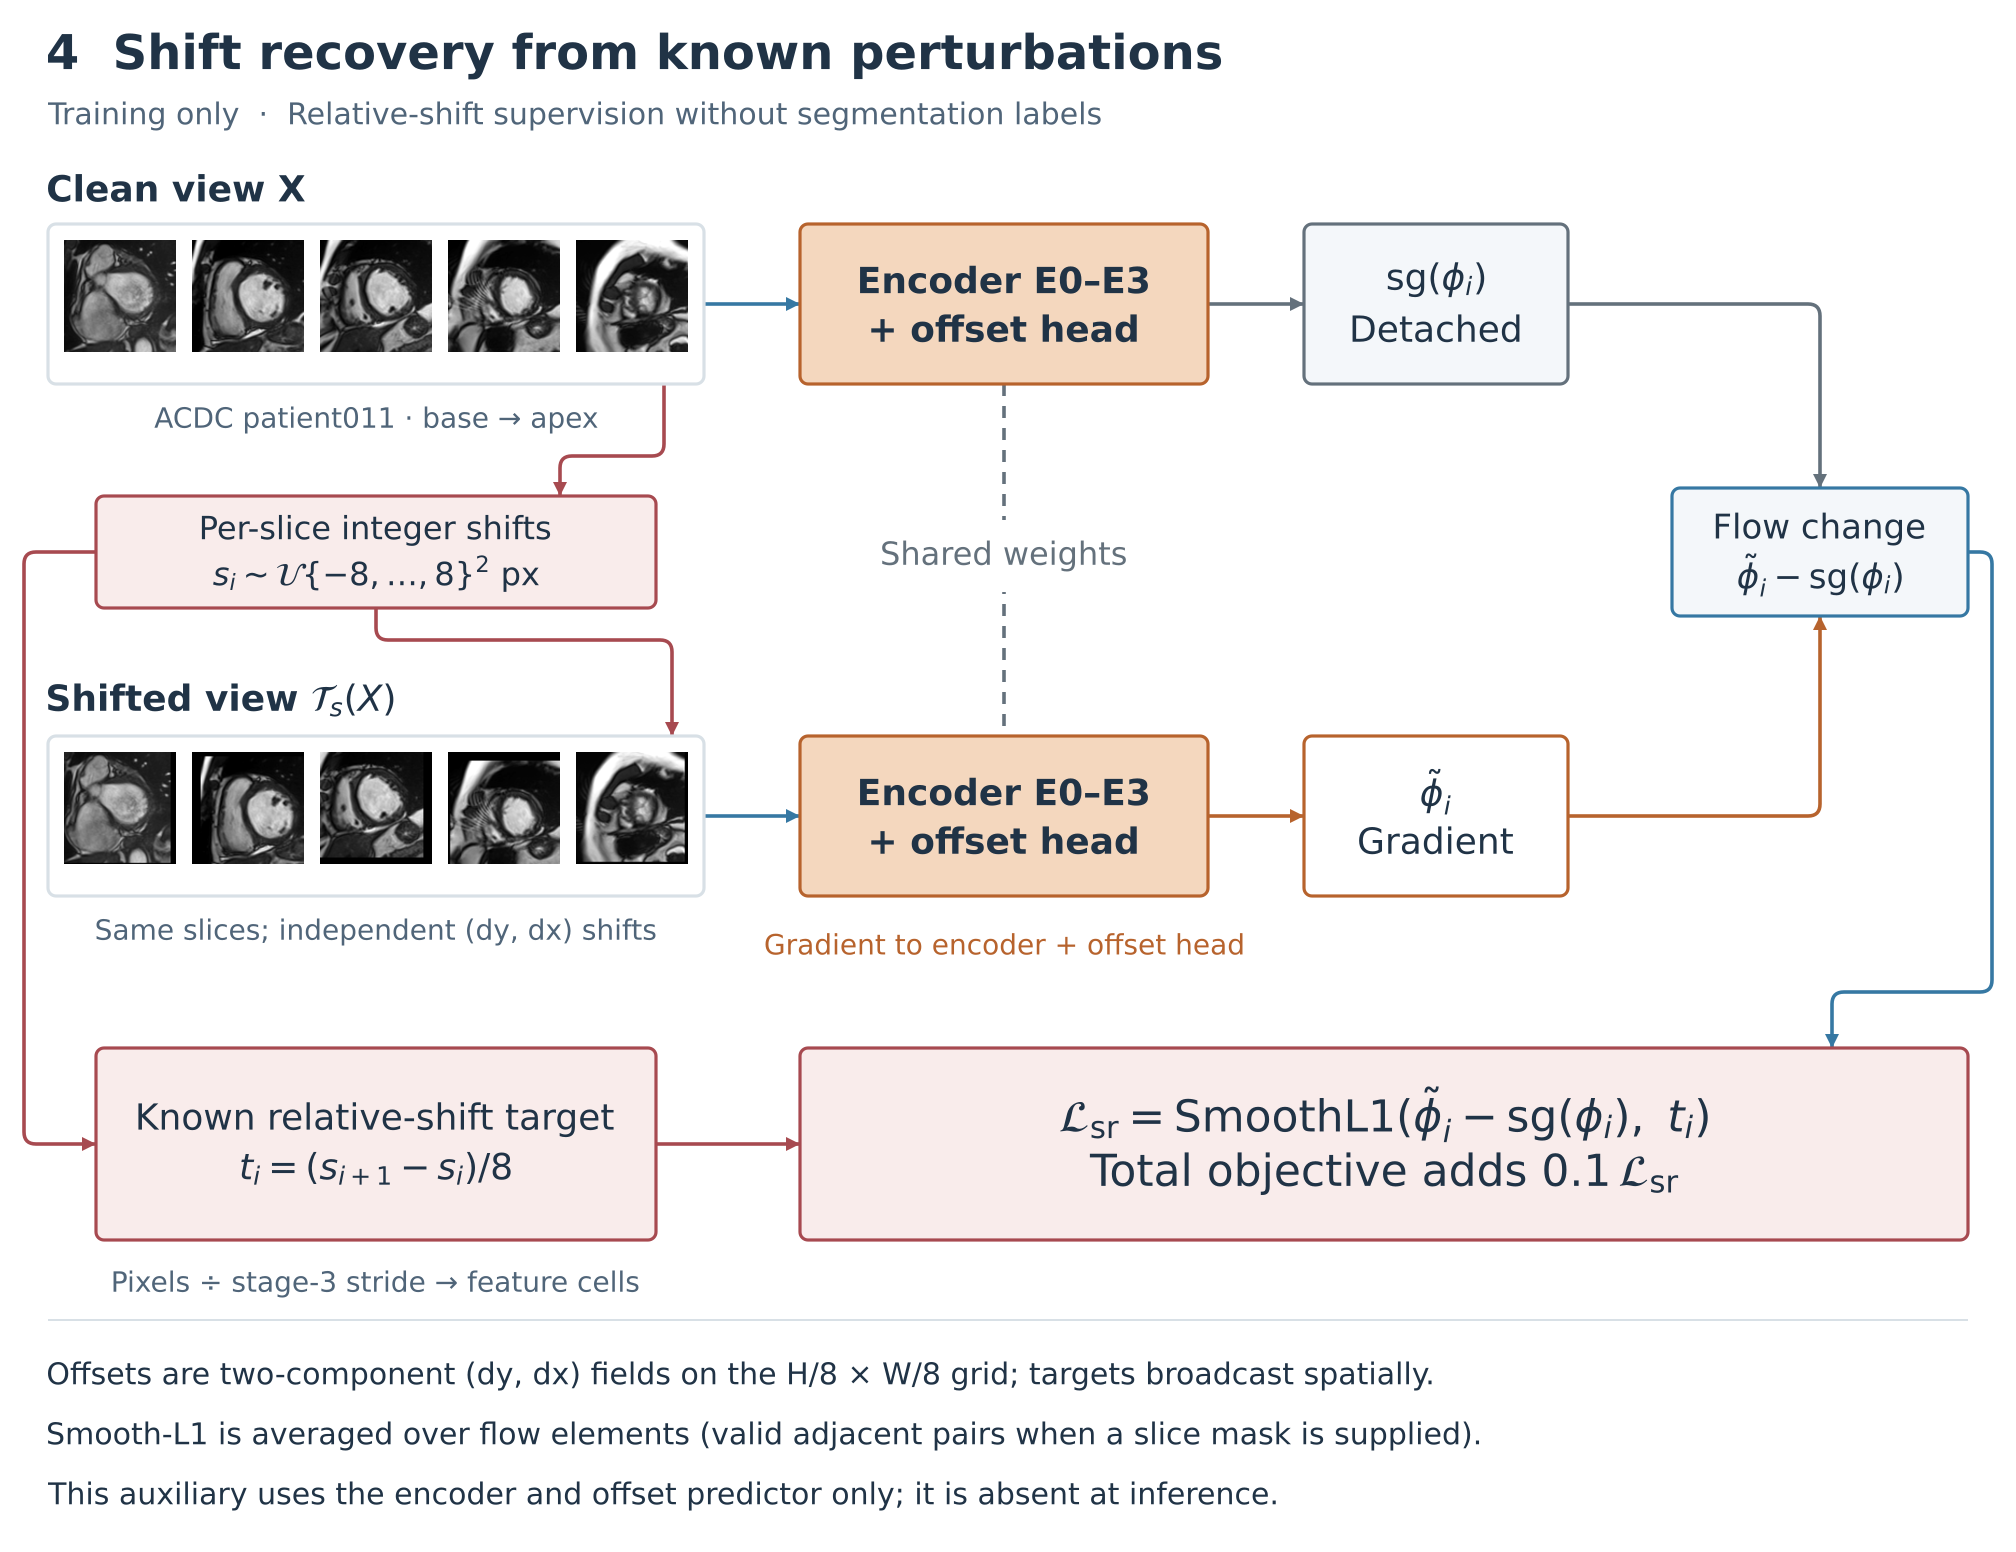 4 Shift recovery from known perturbations
Training only · Relative-shift supervision without segmentation labels
Clean view X
Encoder E0–E3
+ offset head
sg(ϕᵢ)
Detached
ACDC patient011 · base → apex
Per-slice integer shifts
sᵢ ~ 𝒰{−8, …, 8}² px
Shared weights
Flow change
ϕ̃ᵢ − sg(ϕᵢ)
Shifted view 𝒯ₛ(X)
Encoder E0–E3
+ offset head
ϕ̃ᵢ
Gradient
Same slices; independent (dy, dx) shifts
Gradient to encoder + offset head
Known relative-shift target
tᵢ = (sᵢ₊₁ − sᵢ)/8
ℒsr = SmoothL1(ϕ̃ᵢ − sg(ϕᵢ), tᵢ)
Total objective adds 0.1 ℒsr
Pixels ÷ stage-3 stride → feature cells
Offsets are two-component (dy, dx) fields on the H/8 × W/8 grid; targets broadcast spatially.
Smooth-L1 is averaged over flow elements (valid adjacent pairs when a slice mask is supplied).
This auxiliary uses the encoder and offset predictor only; it is absent at inference.